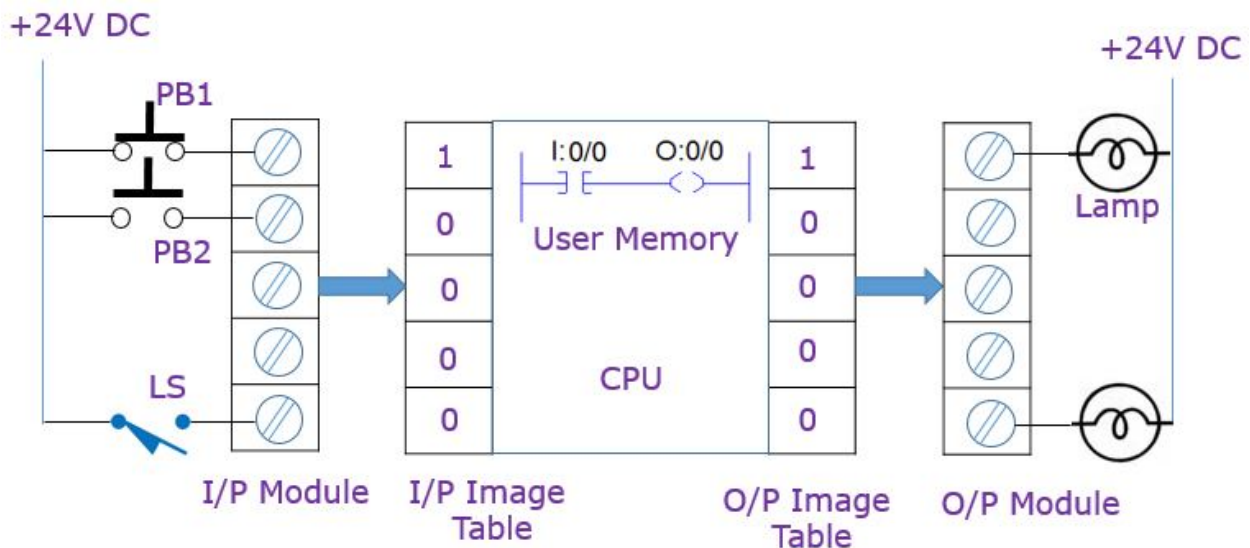 +24V DC
+24V DC
PB1
PB2
LS
I/P Module
1
0
0
0
0
I/P Image
Table
I:0/0 O:0/0
User Memory
CPU
1
0
0
0
0
O/P Image
Table
O/P Module
Lamp